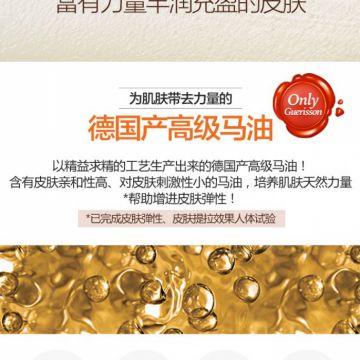 富有力量丰润充盈的皮肤
为肌肤带去力量的
Only
Guerisson
德国产高级马油
以精益求精的工艺生产出来的德国产高级马油！
含有皮肤亲和性高、对皮肤刺激性小的马油，培养肌肤天然力量
*帮助增进皮肤弹性！
*已完成皮肤弹性、皮肤提拉效果人体试验